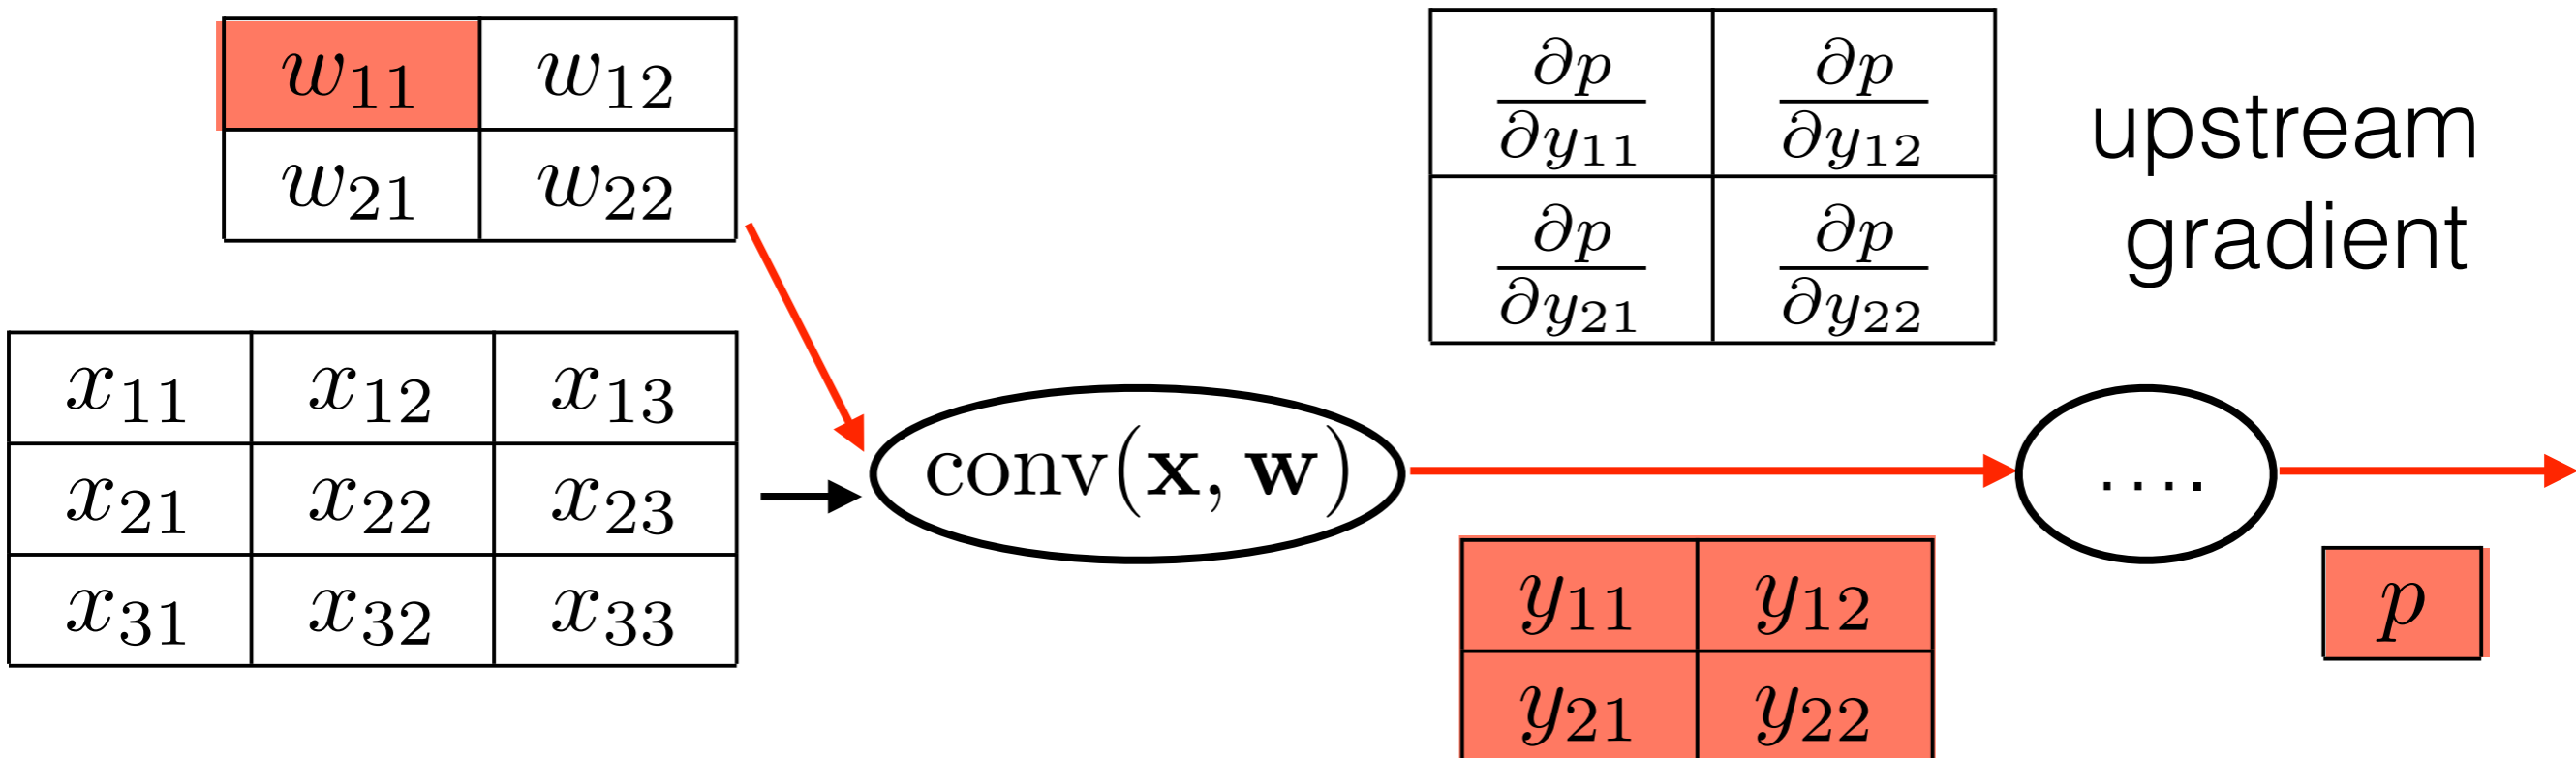 w₁₁ w₁₂
w₂₁ w₂₂
x₁₁ x₁₂ x₁₃
x₂₁ x₂₂ x₂₃
x₃₁ x₃₂ x₃₃
conv(𝐱, 𝐰)
∂p/∂y₁₁ ∂p/∂y₁₂
∂p/∂y₂₁ ∂p/∂y₂₂
upstream
gradient
y₁₁ y₁₂
y₂₁ y₂₂
....
p